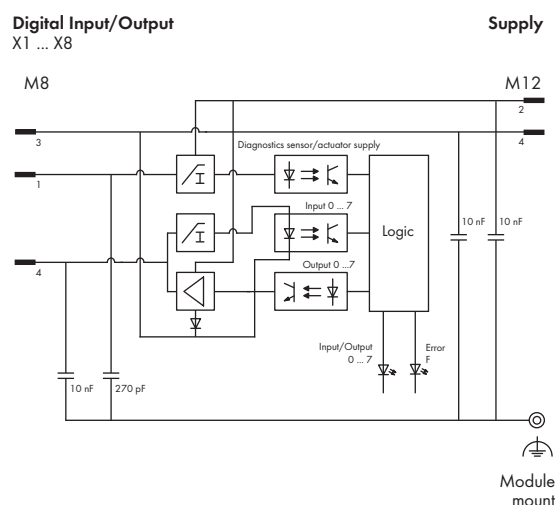 Digital Input/Output
X1 ... X8
Supply
M8
M12
2
3
4
Diagnostics sensor/actuator supply
1
I
Input 0 ... 7
I
Logic
10 nF
10 nF
4
Output 0 ...7
Input/Output
0 ... 7
Error
F
10 nF
270 pF
Module
mount